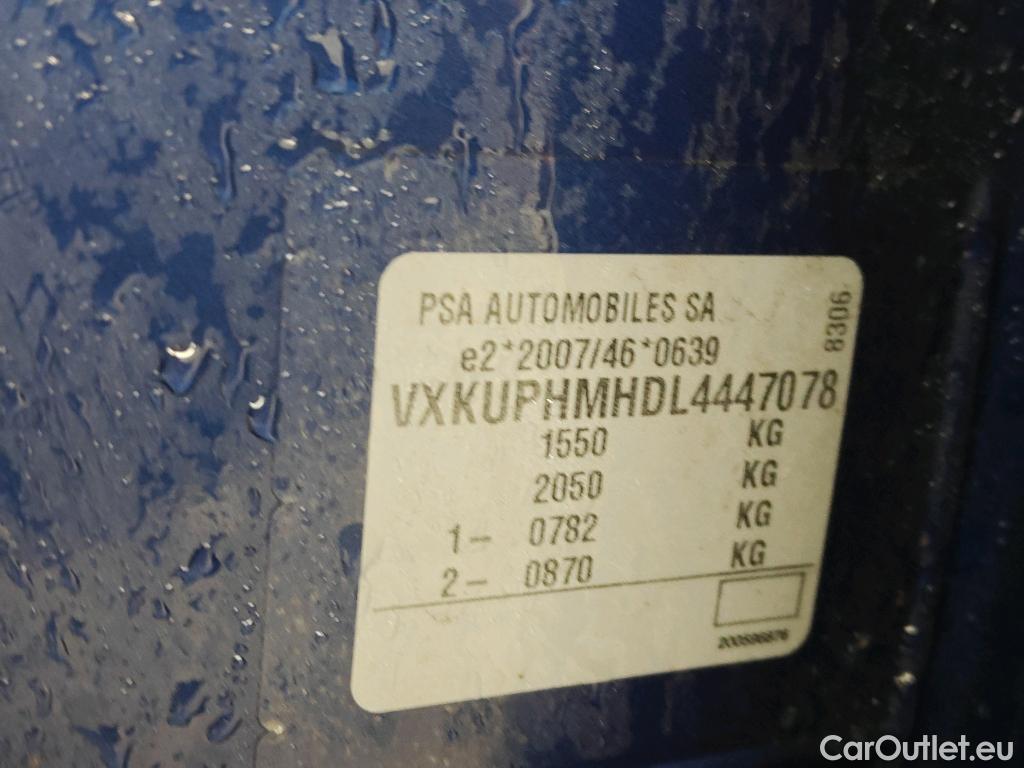 PSA AUTOMOBILES SA
8306
e2*2007/46*0639
VXKUPHMHDL4447078
1550 KG
2050 KG
1- 0782 KG
2- 0870 KG
CarOutlet.eu